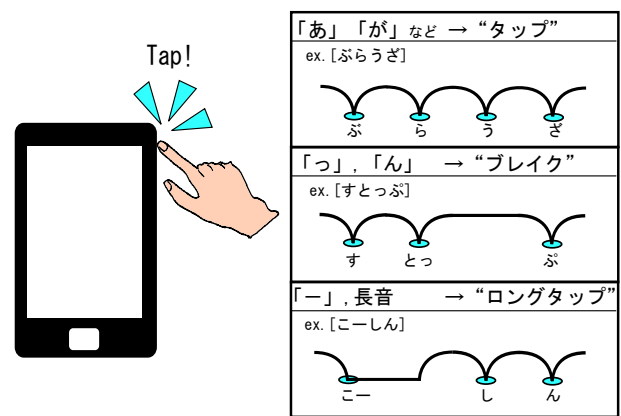 Tap!
「あ」「が」など → “タップ”
ex.[ぶらうざ]
ぶ ら う ざ
「っ」,「ん」 → “ブレイク”
ex.[すとっぷ]
す とっ ぷ
「ー」,長音 → “ロングタップ”
ex.[こーしん]
こー し ん